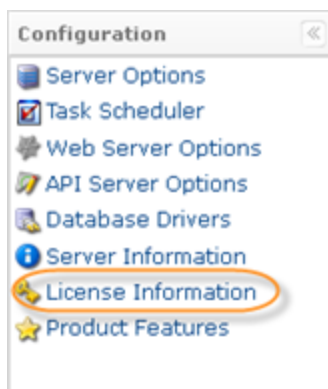 Configuration
Server Options
Task Scheduler
Web Server Options
API Server Options
Database Drivers
Server Information
License Information
Product Features